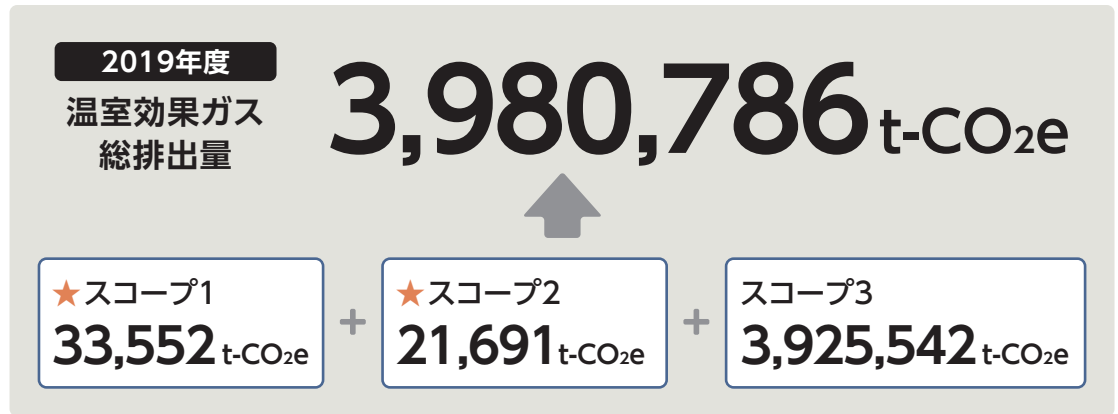 2019年度
温室効果ガス
総排出量
3,980,786 t-CO2e
★スコープ1
33,552 t-CO2e
+
★スコープ2
21,691 t-CO2e
+
スコープ3
3,925,542 t-CO2e